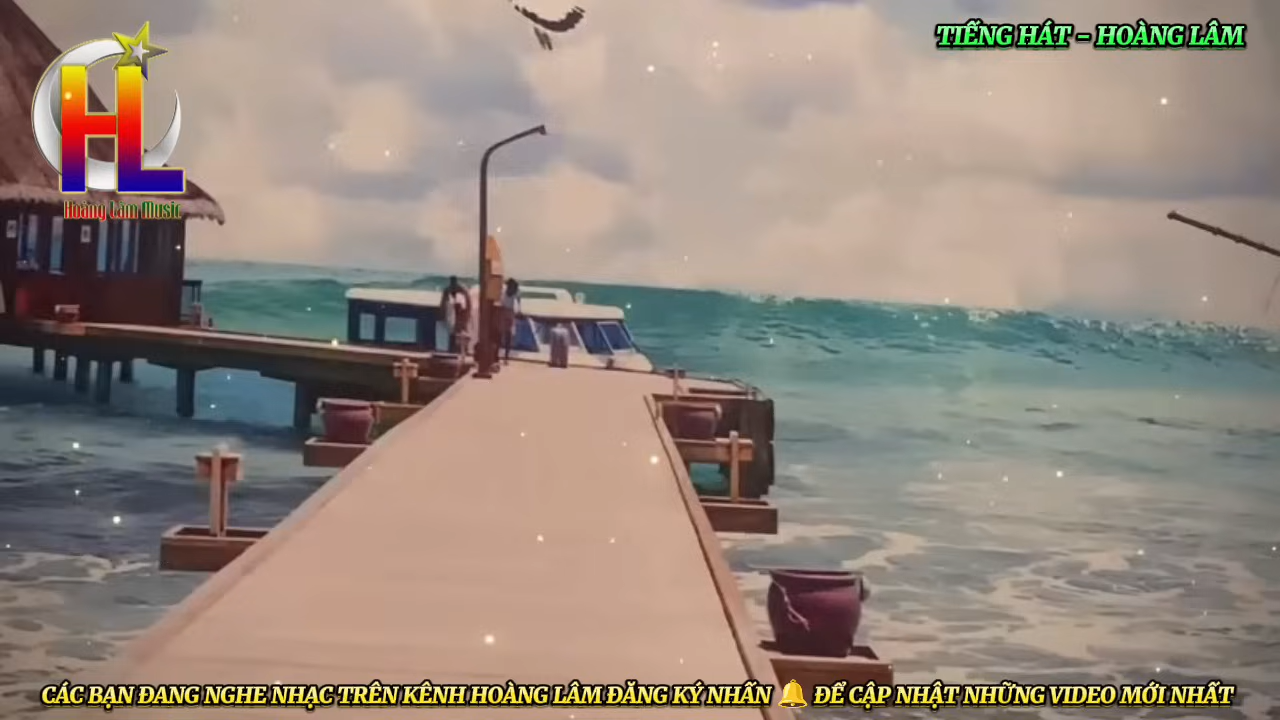 TIẾNG HÁT - HOÀNG LÂM
HL
Hoàng Lâm Music
CÁC BẠN ĐANG NGHE NHẠC TRÊN KÊNH HOÀNG LÂM ĐĂNG KÝ NHẤN 🔔 ĐỂ CẬP NHẬT NHỮNG VIDEO MỚI NHẤT